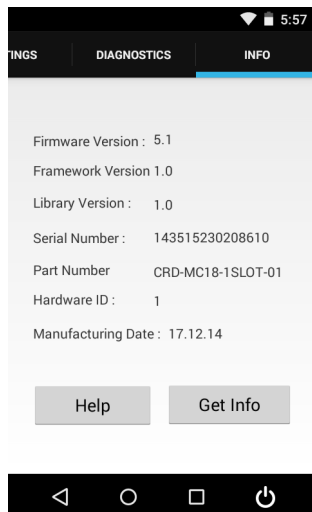 5:57
TINGS DIAGNOSTICS INFO
Firmware Version : 5.1
Framework Version 1.0
Library Version : 1.0
Serial Number : 143515230208610
Part Number CRD-MC18-1SLOT-01
Hardware ID : 1
Manufacturing Date : 17.12.14
Help Get Info